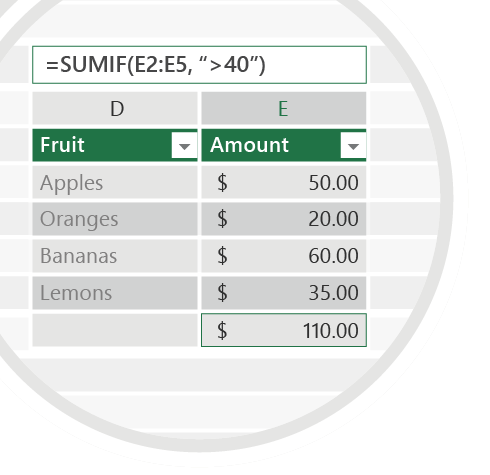 =SUMIF(E2:E5, “>40”)
D E
Fruit Amount
Apples $ 50.00
Oranges $ 20.00
Bananas $ 60.00
Lemons $ 35.00
$ 110.00